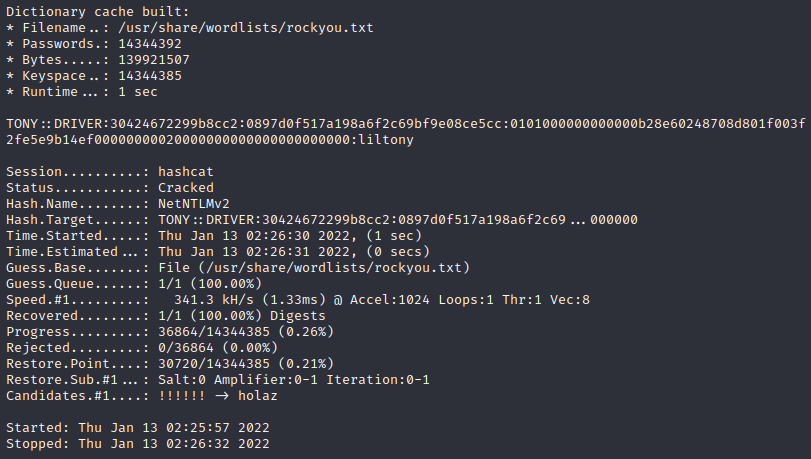 Dictionary cache built:
* Filename..: /usr/share/wordlists/rockyou.txt
* Passwords.: 14344392
* Bytes.....: 139921507
* Keyspace..: 14344385
* Runtime...: 1 sec
TONY::DRIVER:30424672299b8cc2:0897d0f517a198a6f2c69bf9e08ce5cc:0101000000000000b28e60248708d801f003f
2fe5e9b14ef00000000020000000000000000000000:liltony
Session..........: hashcat
Status...........: Cracked
Hash.Name........: NetNTLMv2
Hash.Target......: TONY::DRIVER:30424672299b8cc2:0897d0f517a198a6f2c69...000000
Time.Started.....: Thu Jan 13 02:26:30 2022, (1 sec)
Time.Estimated...: Thu Jan 13 02:26:31 2022, (0 secs)
Guess.Base.......: File (/usr/share/wordlists/rockyou.txt)
Guess.Queue......: 1/1 (100.00%)
Speed.#1.........:   341.3 kH/s (1.33ms) @ Accel:1024 Loops:1 Thr:1 Vec:8
Recovered........: 1/1 (100.00%) Digests
Progress.........: 36864/14344385 (0.26%)
Rejected.........: 0/36864 (0.00%)
Restore.Point....: 30720/14344385 (0.21%)
Restore.Sub.#1...: Salt:0 Amplifier:0-1 Iteration:0-1
Candidates.#1....: !!!!!! -> holaz
Started: Thu Jan 13 02:25:57 2022
Stopped: Thu Jan 13 02:26:32 2022